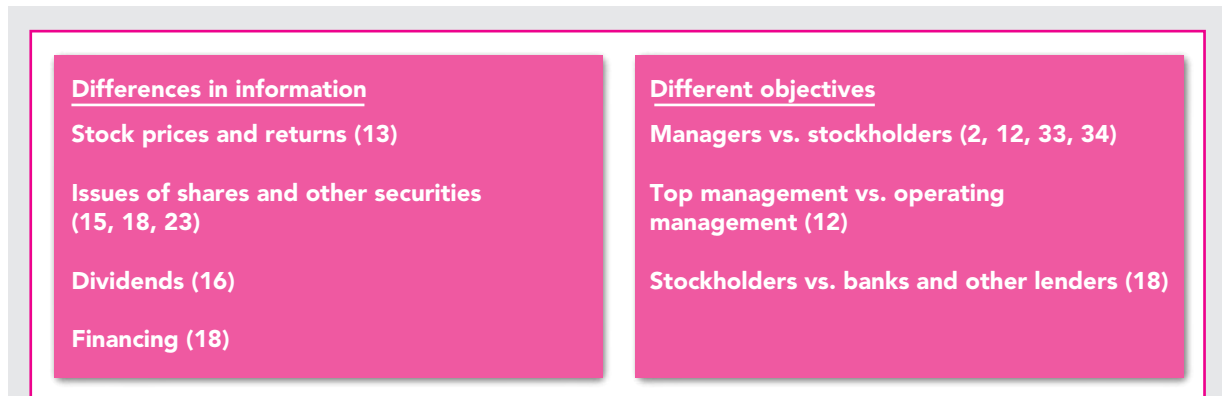 Differences in information
Stock prices and returns (13)
Issues of shares and other securities
(15, 18, 23)
Dividends (16)
Financing (18)
Different objectives
Managers vs. stockholders (2, 12, 33, 34)
Top management vs. operating
management (12)
Stockholders vs. banks and other lenders (18)